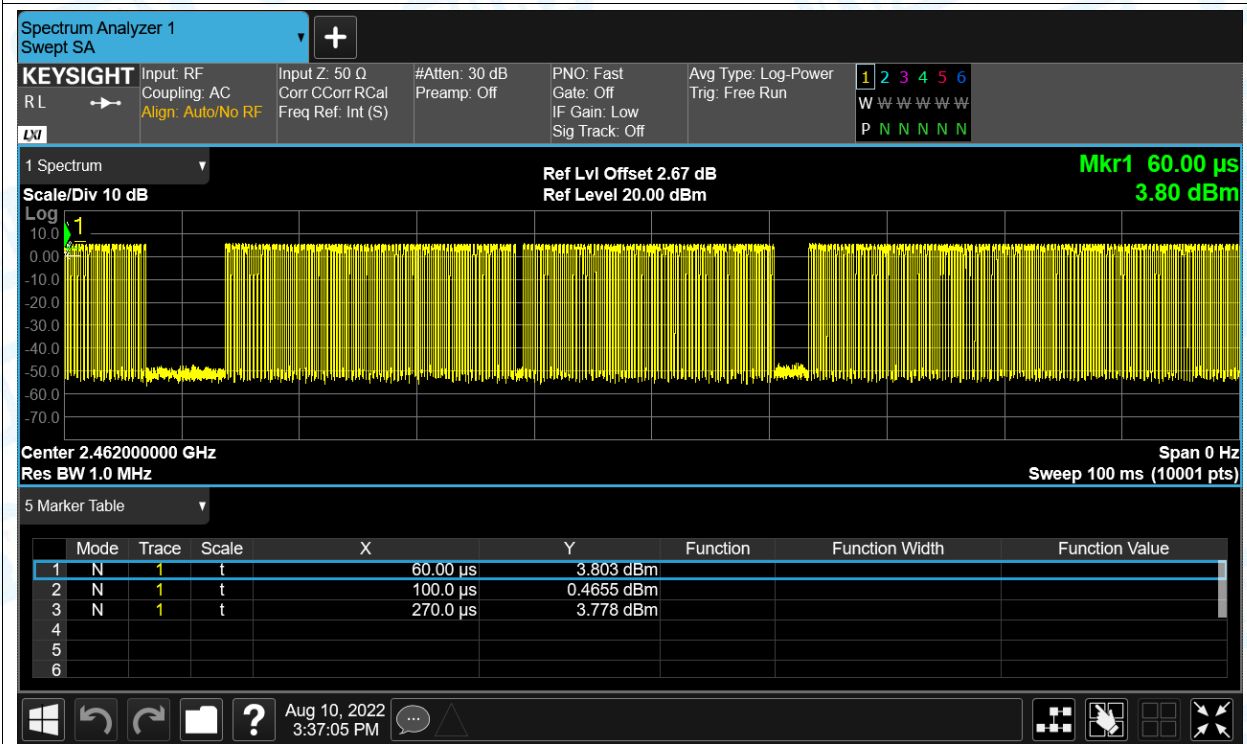 Spectrum Analyzer 1
Swept SA
+
KEYSIGHT Input: RF Input Z: 50 Ω #Atten: 30 dB PNO: Fast Avg Type: Log-Power 1 2 3 4 5 6
R L Coupling: AC Corr CCorr RCal Preamp: Off Gate: Off Trig: Free Run W W W W W W
Align: Auto/No RF Freq Ref: Int (S) IF Gain: Low
LXI Sig Track: Off P N N N N N
1 Spectrum Ref Lvl Offset 2.67 dB Mkr1 60.00 µs
Scale/Div 10 dB Ref Level 20.00 dBm 3.80 dBm
Log
1
10.0
0.00
-10.0
-20.0
-30.0
-40.0
-50.0
-60.0
-70.0
Center 2.462000000 GHz Span 0 Hz
Res BW 1.0 MHz Sweep 100 ms (10001 pts)
5 Marker Table
Mode Trace Scale X Y Function Function Width Function Value
1 N 1 t 60.00 µs 3.803 dBm
2 N 1 t 100.0 µs 0.4655 dBm
3 N 1 t 270.0 µs 3.778 dBm
4
5
6
? Aug 10, 2022
3:37:05 PM